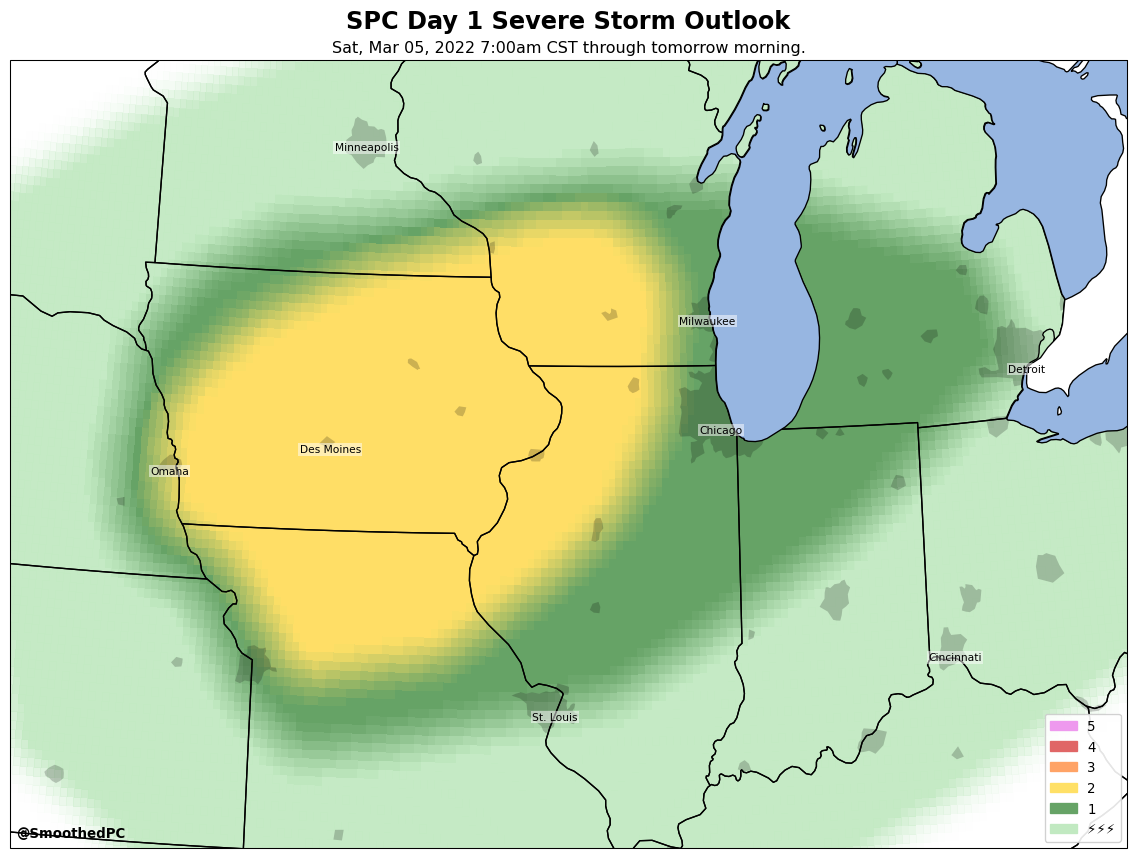 SPC Day 1 Severe Storm Outlook
Sat, Mar 05, 2022 7:00am CST through tomorrow morning.
Minneapolis
Milwaukee
Detroit
Chicago
Des Moines
Omaha
Cincinnati
St. Louis
5
4
3
2
1
⚡⚡⚡
@SmoothedPC